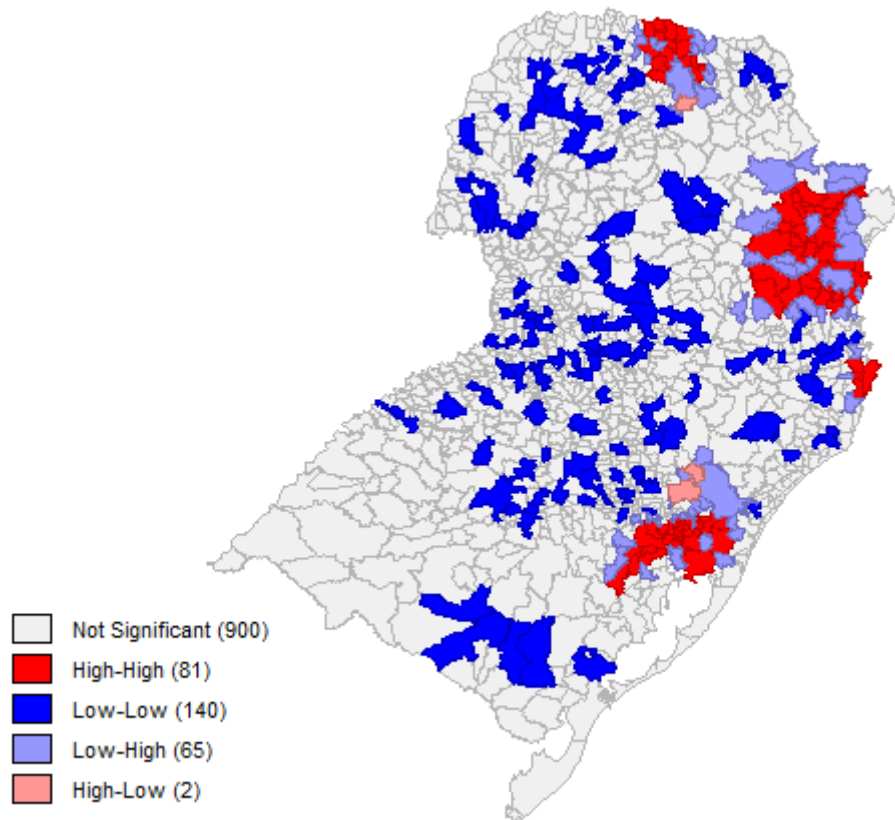 Not Significant (900)
High-High (81)
Low-Low (140)
Low-High (65)
High-Low (2)